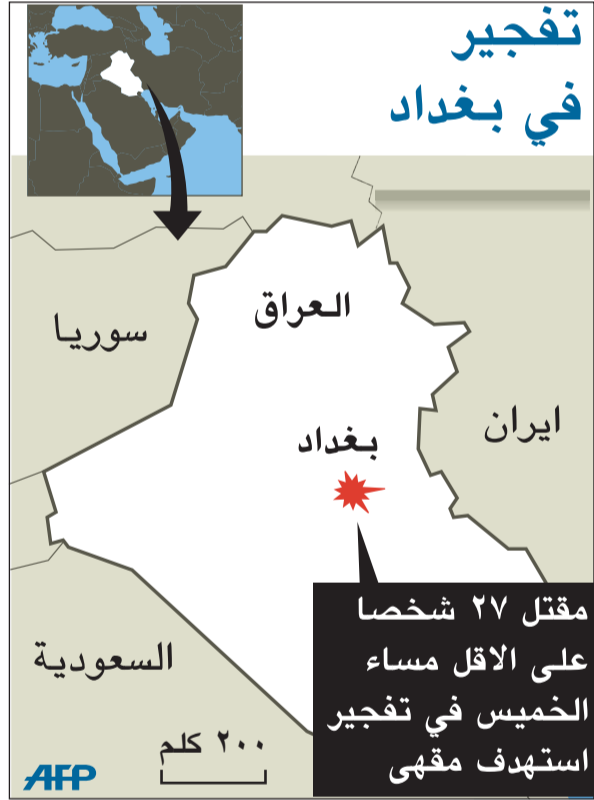 تفجير
في بغداد
العراق
سوريا
ايران
بغداد
مقتل ٢٧ شخصا
على الاقل مساء
الخميس في تفجير
استهدف مقهى
السعودية
٢٠٠ كلم
AFP